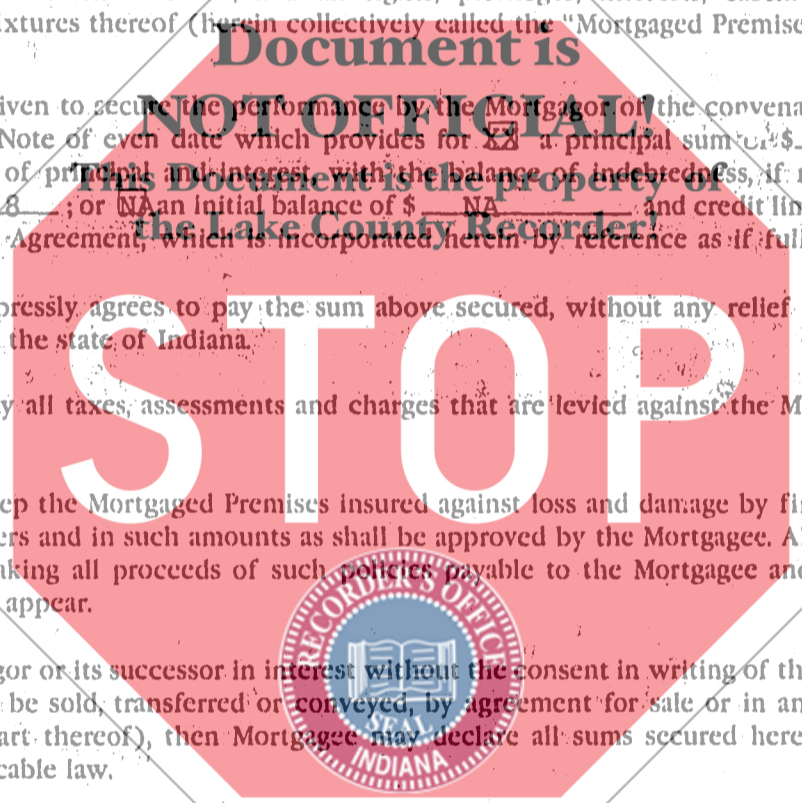 ixtures thereof (herein collectively called the "Mortgaged Premise
Document is
iven to secure the performance by the Mortgagor of the convena
NOT OFFICIAL!
Note of even date which provides for XX a principal sum of $
of principal and interest, with the balance of indebtedness, if
This Document is the property of
8 ; or NA an initial balance of $ NA and credit lin
the Lake County Recorder!
Agreement, which is incorporated herein by reference as if full
pressly agrees to pay the sum above secured, without any relief
the state of Indiana.
STOP
y all taxes, assessments and charges that are levied against the M
ep the Mortgaged Premises insured against loss and damage by fi
ers and in such amounts as shall be approved by the Mortgagee. A
aking all proceeds of such policies payable to the Mortgagee and
appear.
RECORDER'S OFFICE
SEAL
INDIANA
gor or its successor in interest without the consent in writing of th
be sold, transferred or conveyed, by agreement for sale or in an
art thereof), then Mortgagee may declare all sums secured here
cable law.